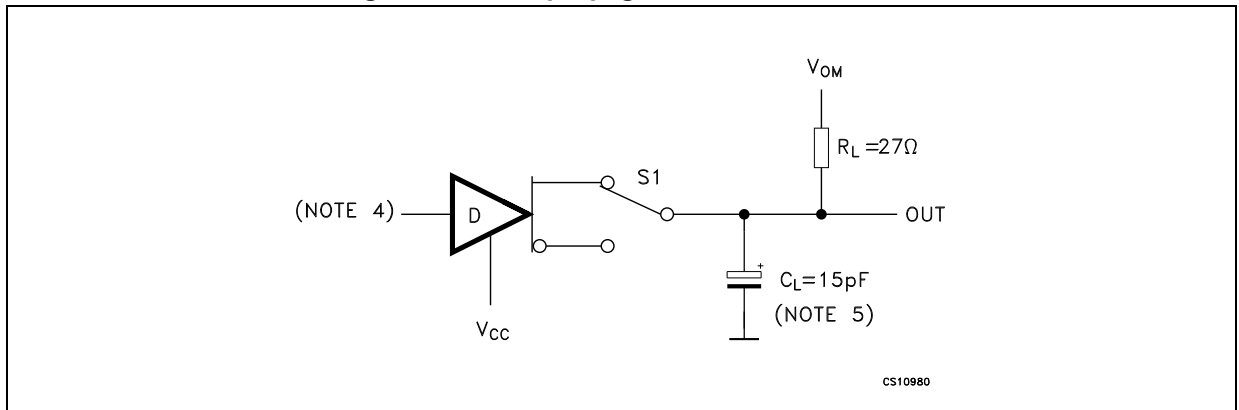 V_OM
R_L =27Ω
S1
(NOTE 4)
D
OUT
C_L=15pF
+
(NOTE 5)
V_CC
CS10980